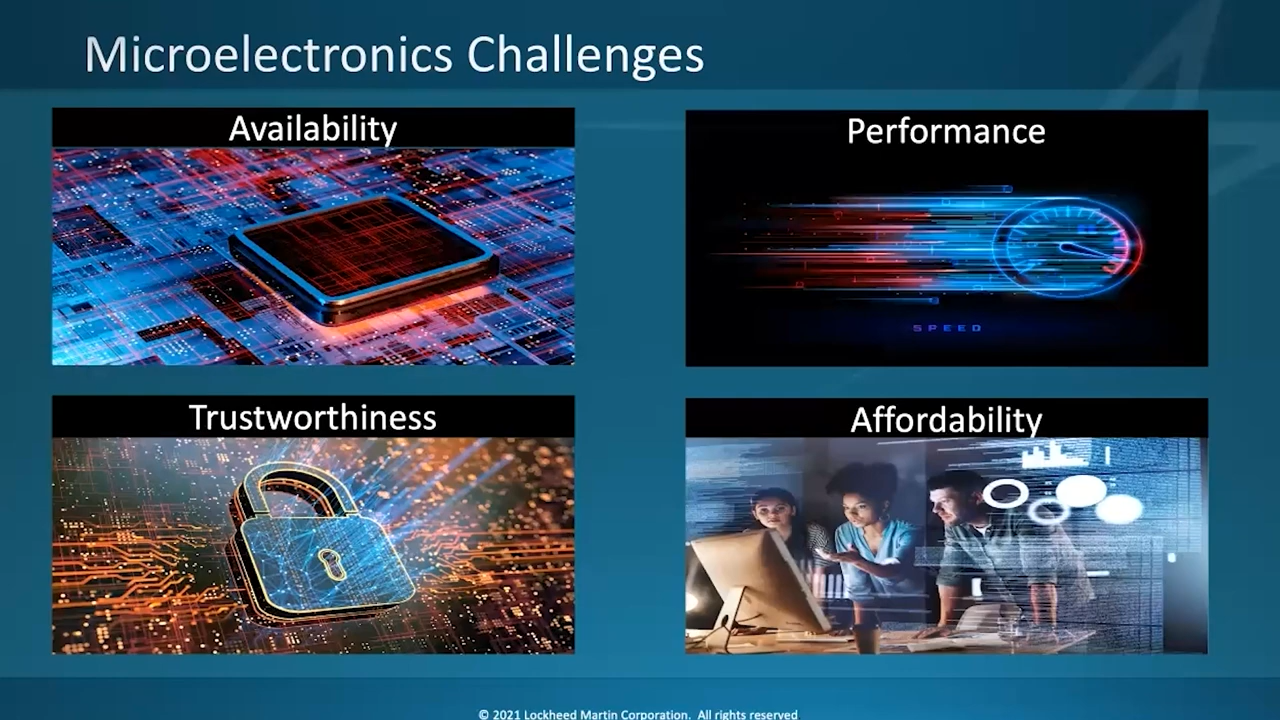 Microelectronics Challenges
Availability
Performance
SPEED
Trustworthiness
Affordability
© 2021 Lockheed Martin Corporation. All rights reserved